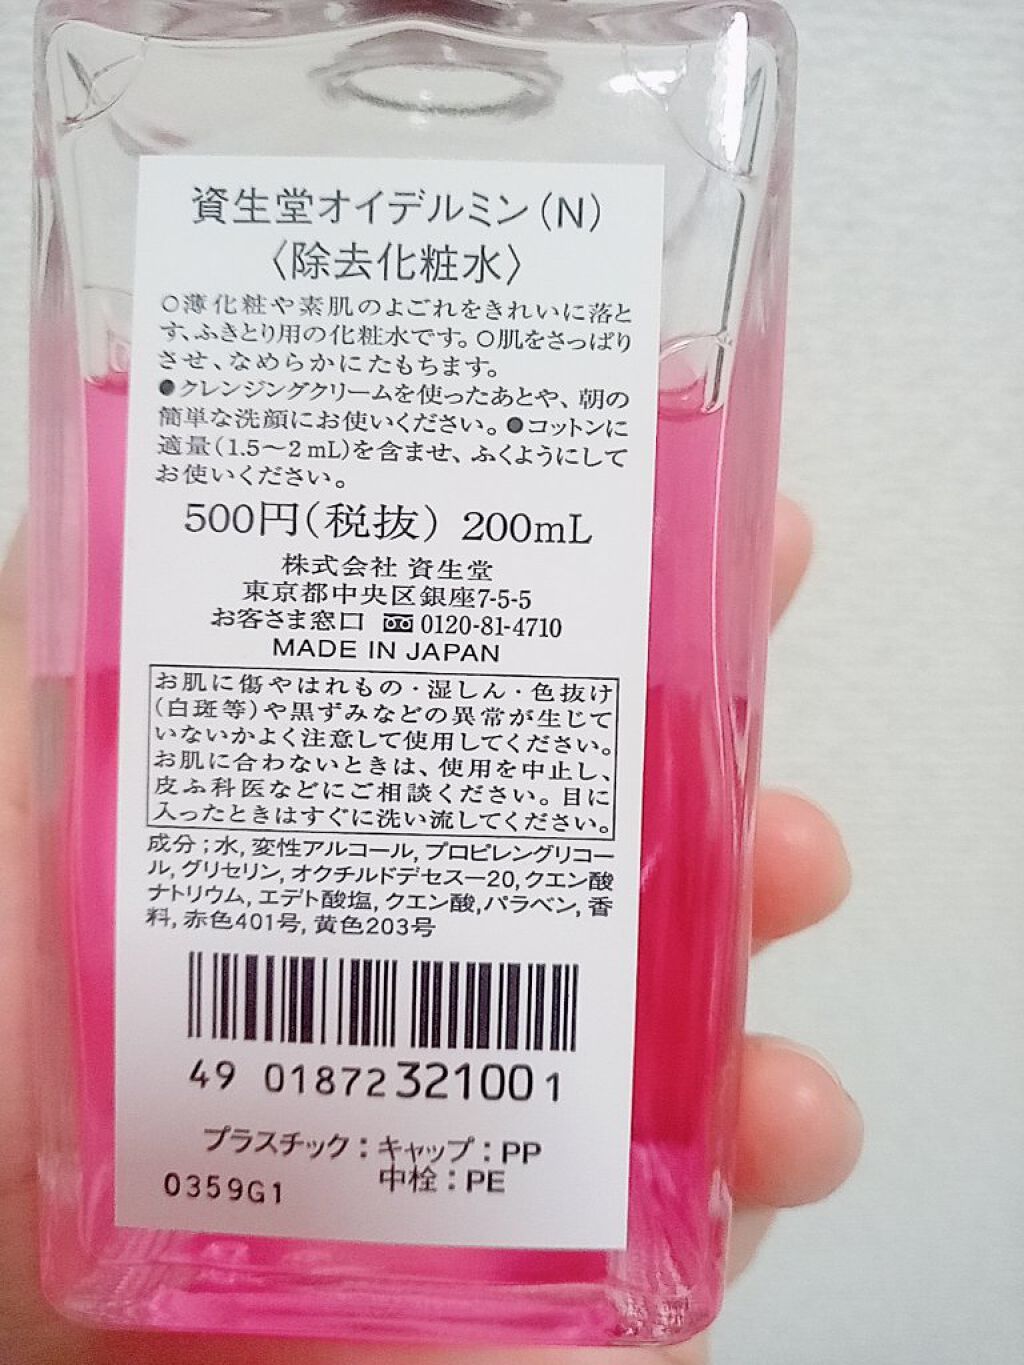 資生堂オイデルミン(N)
〈除去化粧水〉
○薄化粧や素肌のよごれをきれいに落と
す、ふきとり用の化粧水です。○肌をさっぱり
させ、なめらかにたもちます。
●クレンジングクリームを使ったあとや、朝の
簡単な洗顔にお使いください。●コットンに
適量(1.5～2mL)を含ませ、ふくようにして
お使いください。
500円(税抜) 200mL
株式会社 資生堂
東京都中央区銀座7-5-5
お客さま窓口 0120-81-4710
MADE IN JAPAN
お肌に傷やはれもの・湿しん・色抜け
(白斑等)や黒ずみなどの異常が生じて
いないかよく注意して使用してください。
お肌に合わないときは、使用を中止し、
皮ふ科医などにご相談ください。目に
入ったときはすぐに洗い流してください。
成分;水,変性アルコール,プロピレングリコー
ル,グリセリン,オクチルドデセス-20,クエン酸
ナトリウム,エデト酸塩,クエン酸,パラベン,香
料,赤色401号,黄色203号
49 01872 321001
プラスチック:キャップ:PP
中栓:PE
0359G1